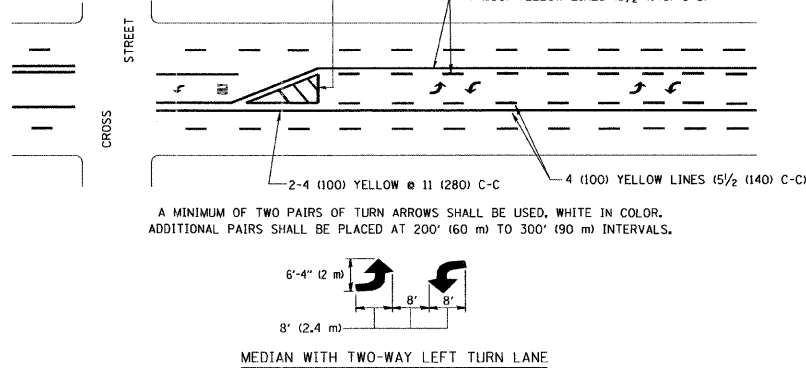 STREET
CROSS
2-4 (100) YELLOW @ 11 (280) C-C
4 (100) YELLOW LINES (5½ (140) C-C)
A MINIMUM OF TWO PAIRS OF TURN ARROWS SHALL BE USED, WHITE IN COLOR.
ADDITIONAL PAIRS SHALL BE PLACED AT 200' (60 m) TO 300' (90 m) INTERVALS.
6'-4" (2 m)
8' 8'
8' (2.4 m)
MEDIAN WITH TWO-WAY LEFT TURN LANE